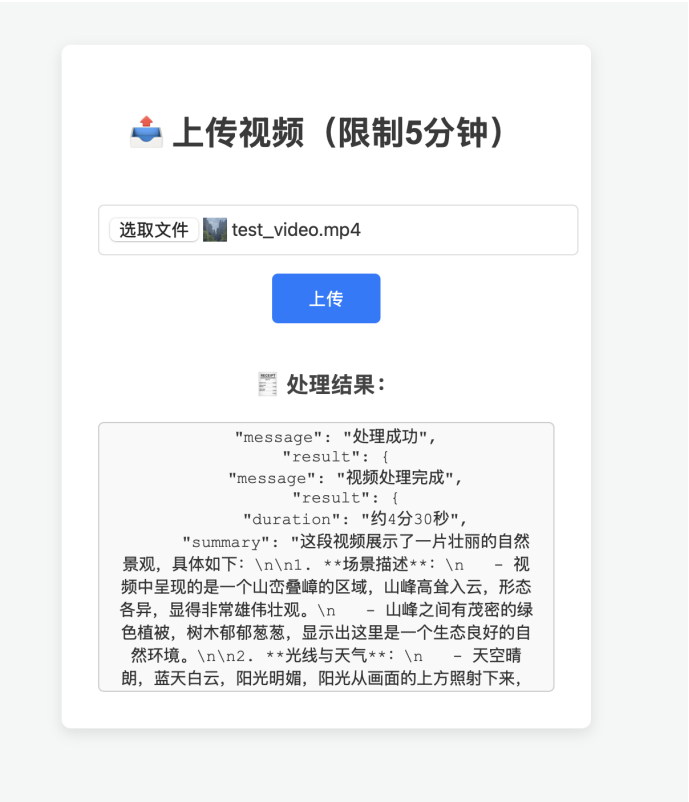 上传视频（限制5分钟）
选取文件 test_video.mp4
上传
处理结果：
"message": "处理成功",
"result": {
"message": "视频处理完成",
"result": {
"duration": "约4分30秒",
"summary": "这段视频展示了一片壮丽的自然
景观，具体如下：\n\n1. **场景描述**：\n   - 视
频中呈现的是一个山峦叠嶂的区域，山峰高耸入云，形态
各异，显得非常雄伟壮观。\n   - 山峰之间有茂密的绿
色植被，树木郁郁葱葱，显示出这里是一个生态良好的自
然环境。\n\n2. **光线与天气**：\n   - 天空晴
朗，蓝天白云，阳光明媚，阳光从画面的上方照射下来，